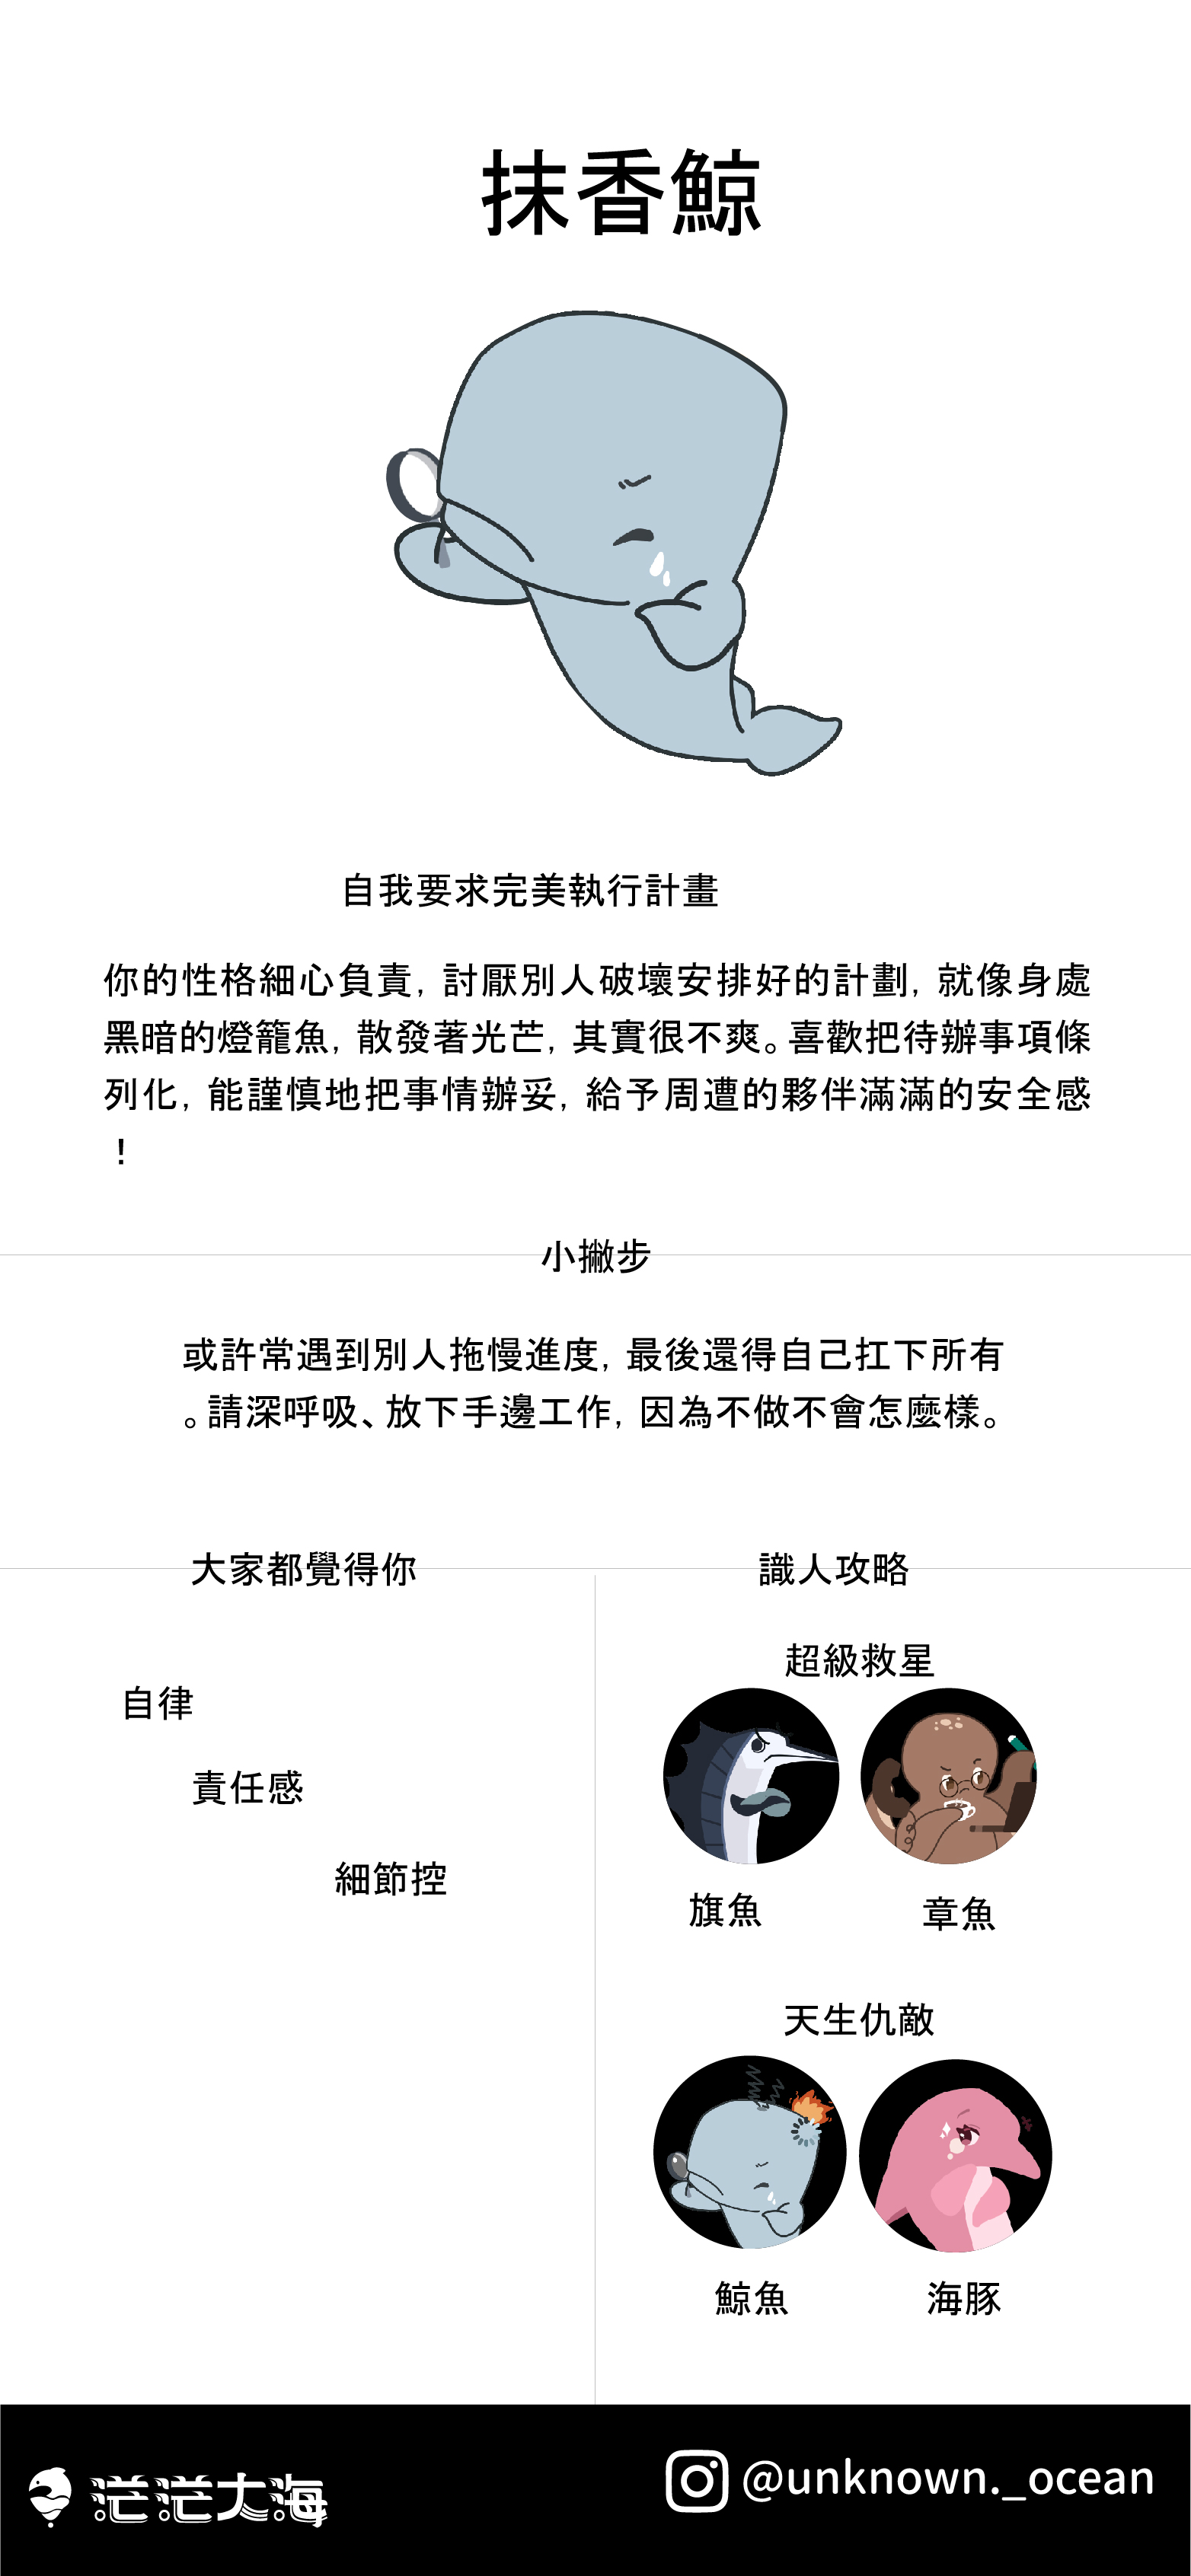 抹香鯨
自我要求完美執行計畫
你的性格細心負責，討厭別人破壞安排好的計劃，就像身處
黑暗的燈籠魚，散發著光芒，其實很不爽。喜歡把待辦事項條
列化，能謹慎地把事情辦妥，給予周遭的夥伴滿滿的安全感
！
小撇步
或許常遇到別人拖慢進度，最後還得自己扛下所有
。請深呼吸、放下手邊工作，因為不做不會怎麼樣。
大家都覺得你
自律
責任感
細節控
識人攻略
超級救星
旗魚
章魚
天生仇敵
鯨魚
海豚
茫茫大海
@unknown._ocean